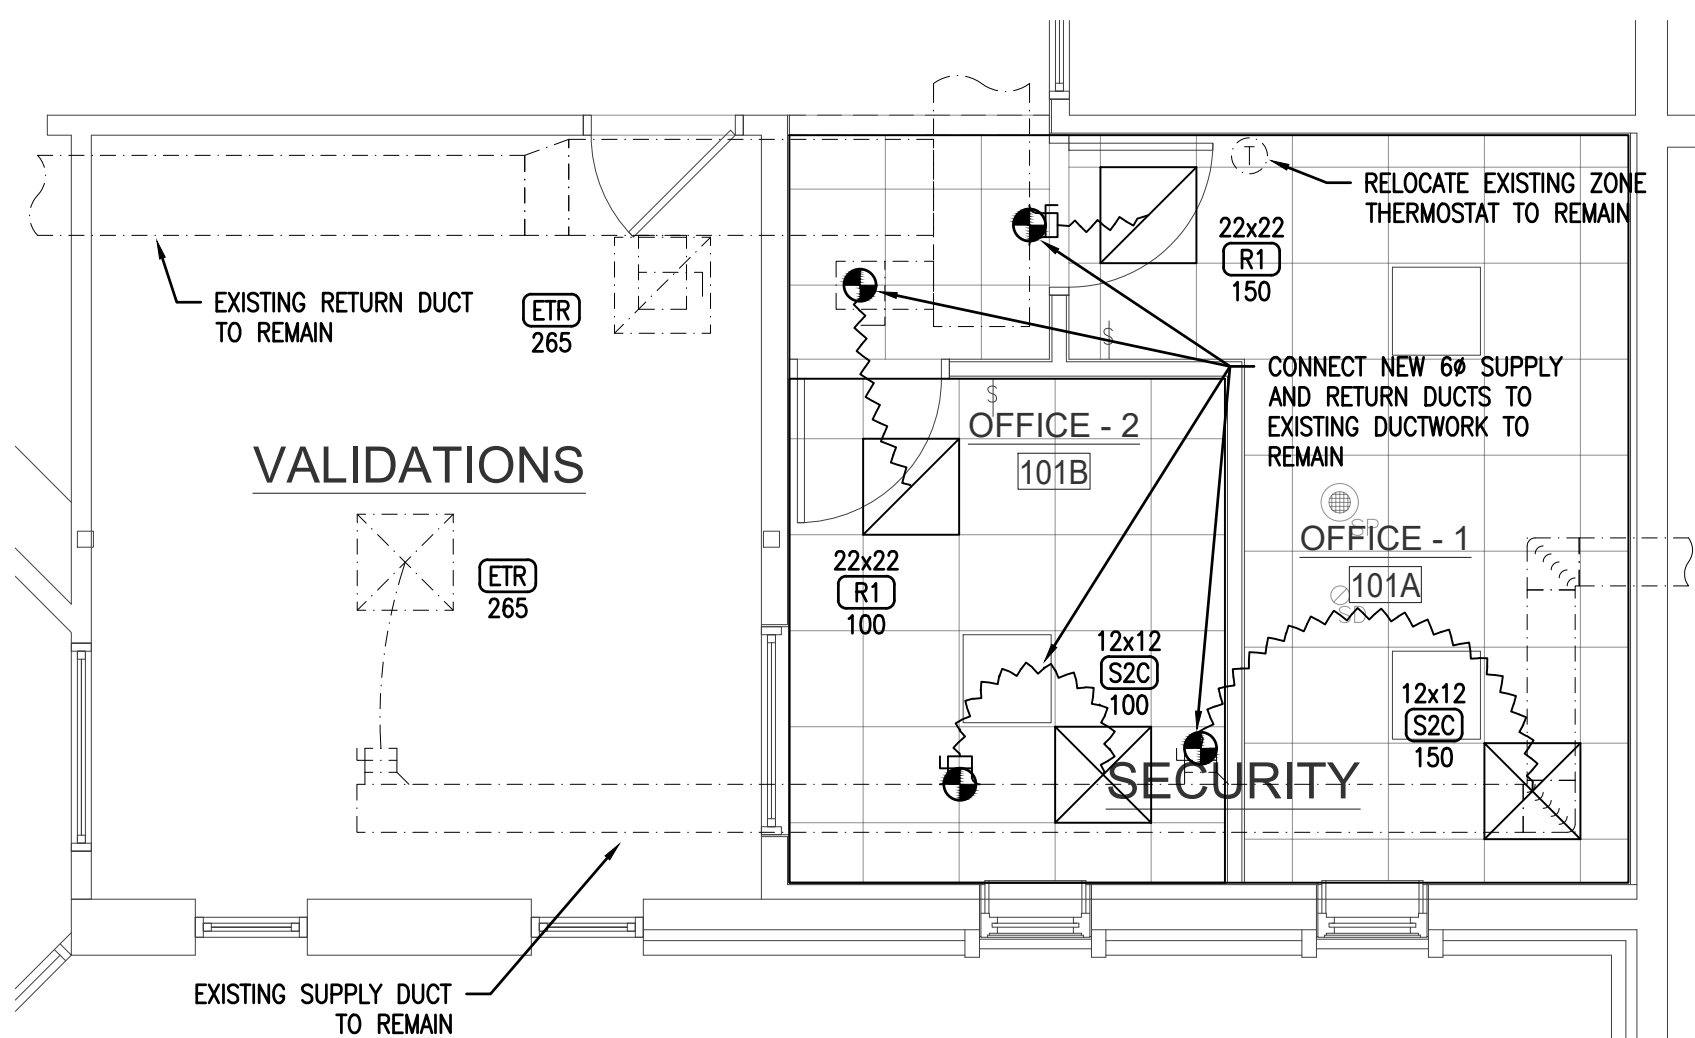 T
RELOCATE EXISTING ZONE
THERMOSTAT TO REMAIN
22x22
R1
150
EXISTING RETURN DUCT
TO REMAIN
ETR
265
S
CONNECT NEW 6ø SUPPLY
AND RETURN DUCTS TO
EXISTING DUCTWORK TO
REMAIN
S
OFFICE - 2
101B
VALIDATIONS
SP
OFFICE - 1
101A
SD
ETR
265
22x22
R1
100
12x12
S2C
100
12x12
S2C
150
SECURITY
EXISTING SUPPLY DUCT
TO REMAIN